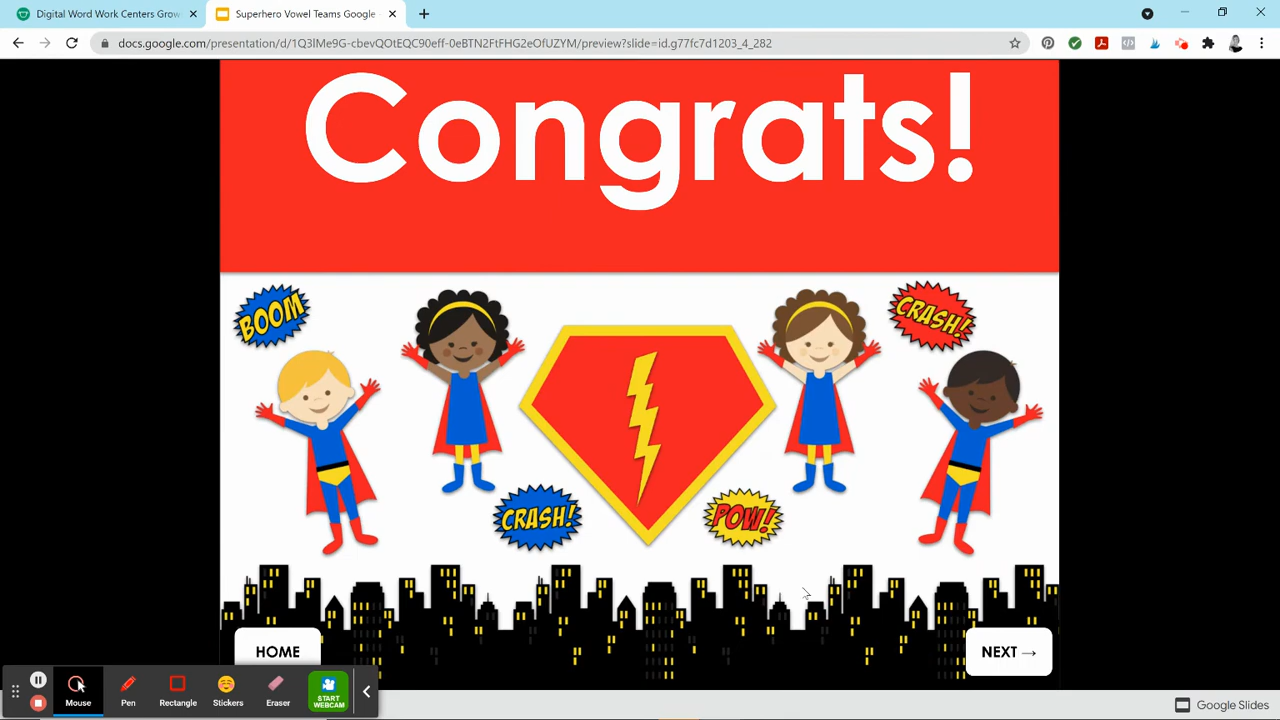 Digital Word Work Centers Grow
Superhero Vowel Teams Google
docs.google.com/presentation/d/1Q3lMe9G-cbevQOtEQC90eff-0eBTN2FtFHG2eOfUZYM/preview?slide=id.g77fc7d1203_4_282
Congrats!
BOOM
CRASH!
CRASH!
POW!
HOME
NEXT →
Mouse
Pen
Rectangle
Stickers
Eraser
START
WEBCAM
Google Slides